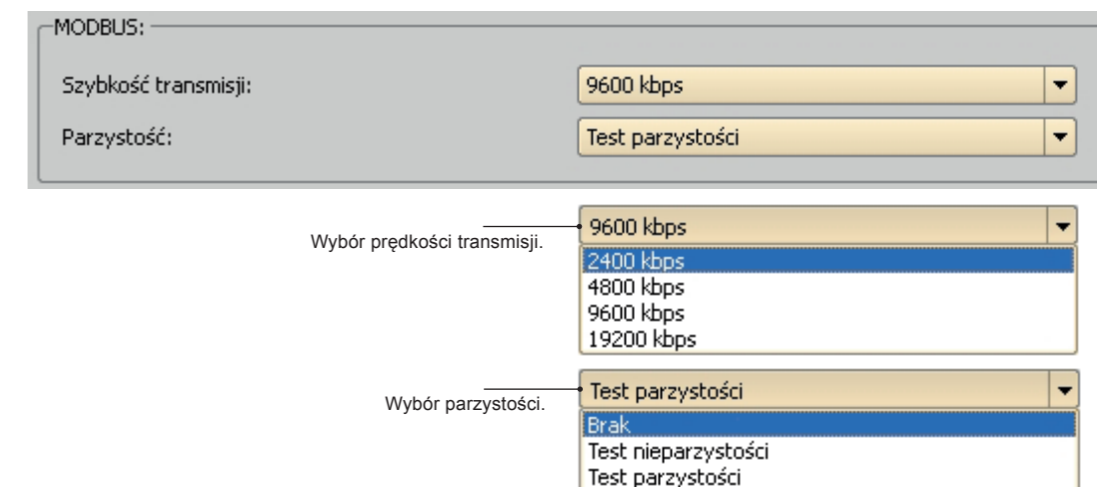 MODBUS:
Szybkość transmisji: 9600 kbps
Parzystość: Test parzystości
Wybór prędkości transmisji. 9600 kbps
2400 kbps
4800 kbps
9600 kbps
19200 kbps
Wybór parzystości. Test parzystości
Brak
Test nieparzystości
Test parzystości